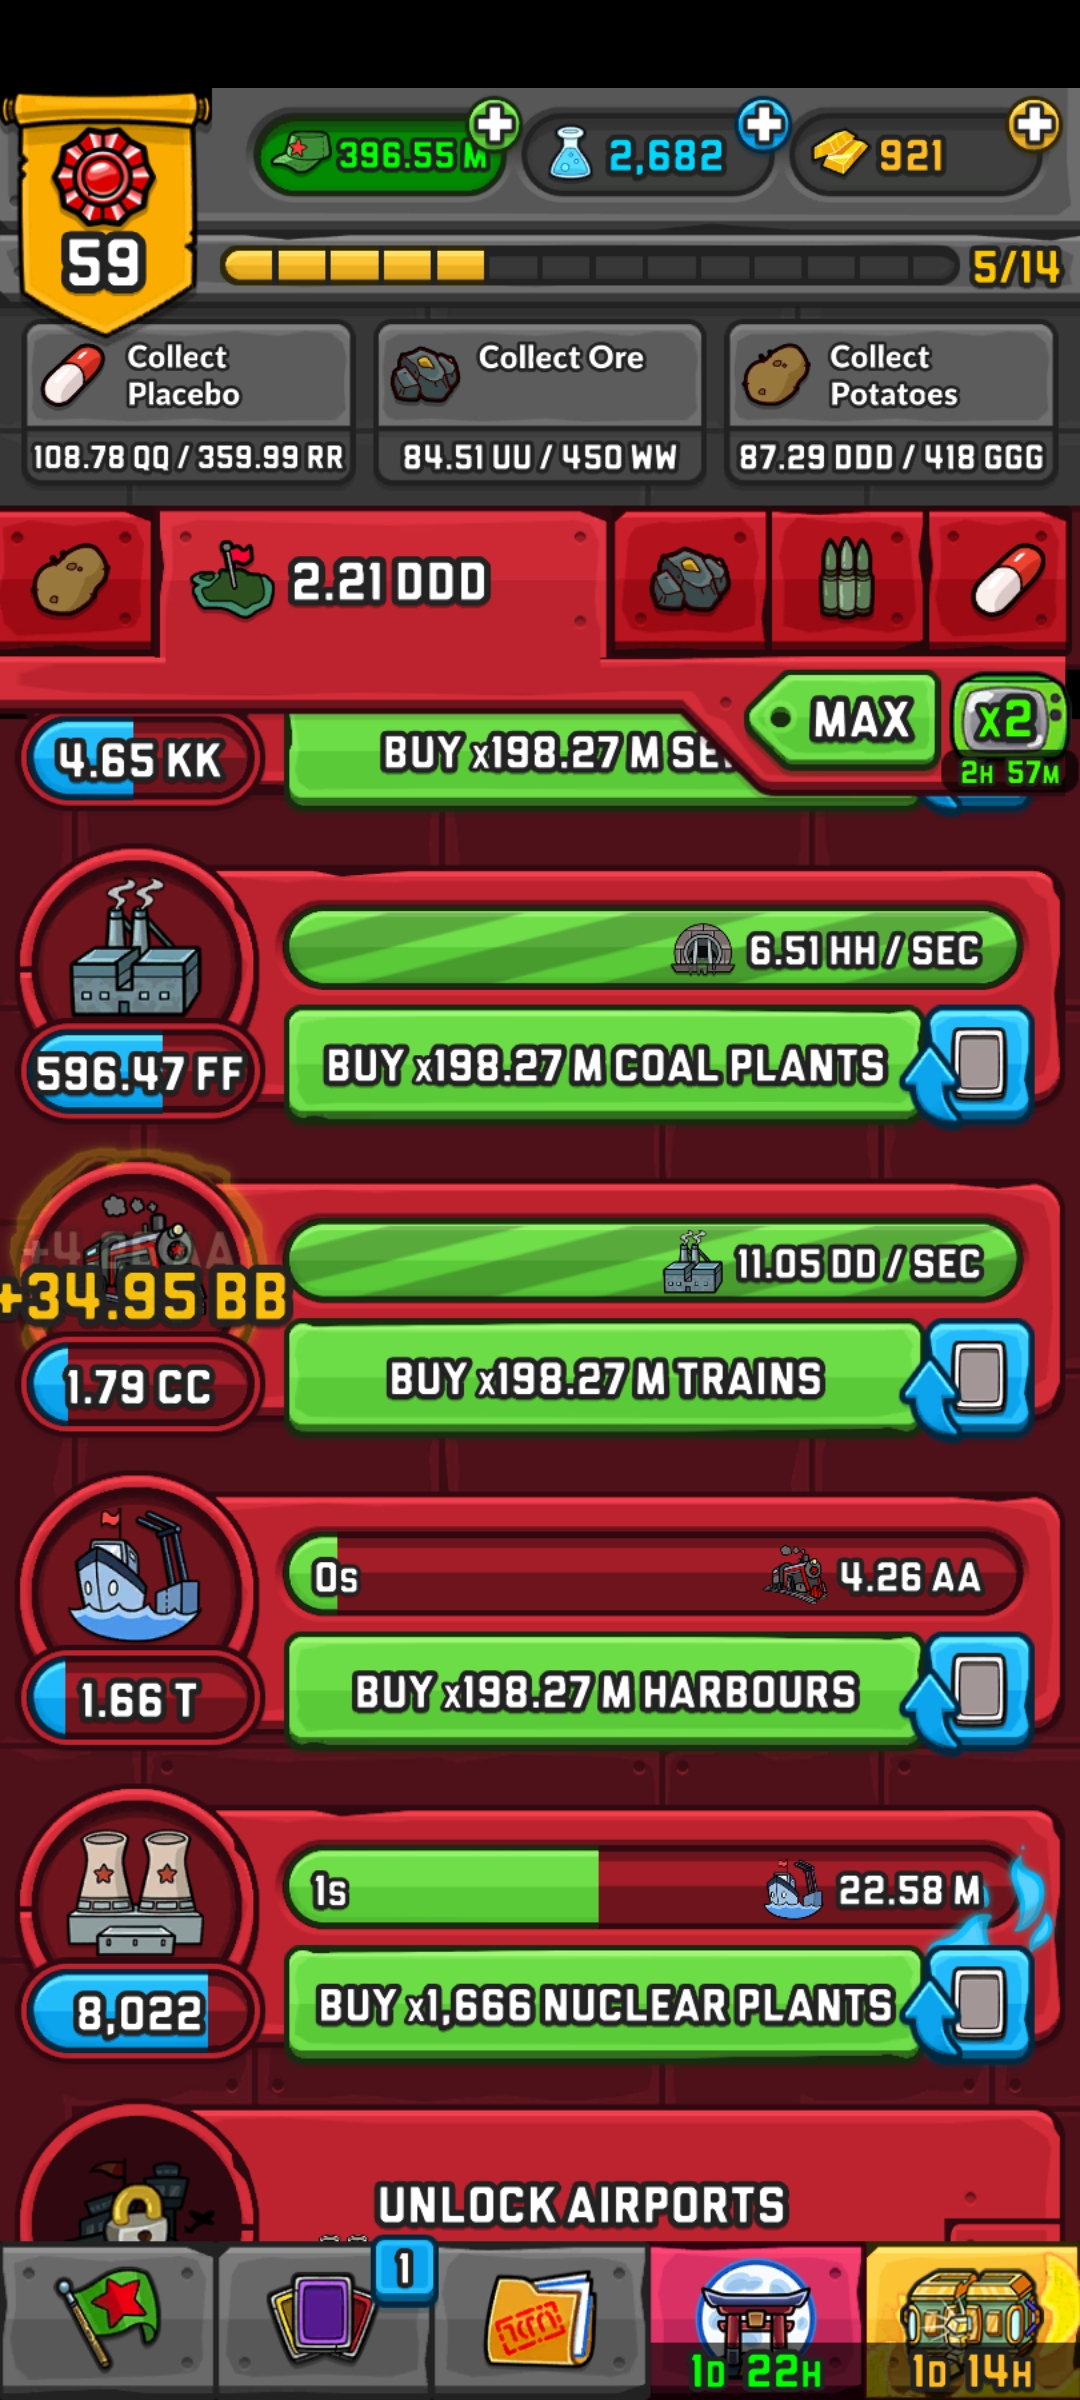 396.55 M
2,682
921
59
5/14
Collect
Placebo
108.78 QQ / 359.99 RR
Collect Ore
84.51 UU / 450 WW
Collect
Potatoes
87.29 DDD / 418 GGG
2.21 DDD
MAX
x2
2H 57M
4.65 KK
BUY x198.27 M
6.51 HH / SEC
596.47 FF
BUY x198.27 M COAL PLANTS
+4.26 AA
+34.95 BB
11.05 DD / SEC
1.79 CC
BUY x198.27 M TRAINS
0s
4.26 AA
1.66 T
BUY x198.27 M HARBOURS
1s
22.58 M
8,022
BUY x1,666 NUCLEAR PLANTS
UNLOCK AIRPORTS
1
1D 22H
1D 14H